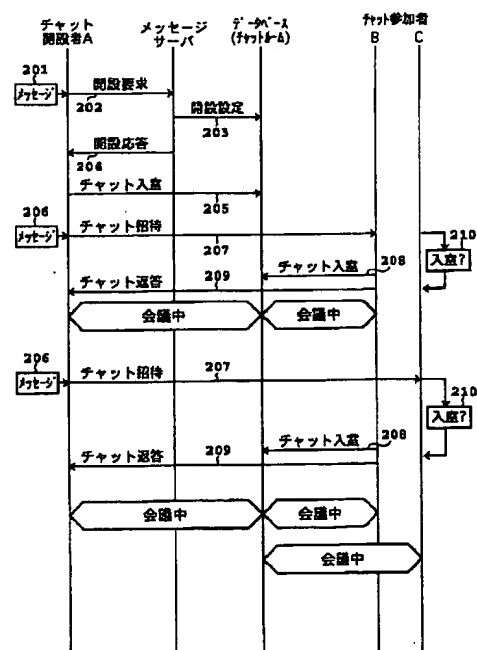 チャット
開設者A
メッセージ
サーバ
データベース
(チャットルーム)
チャット参加者
B C
201
メッセージ
開設要求
202
開設設定
203
開設応答
204
チャット入室
205
206
メッセージ
チャット招待
207
210
入室?
チャット入室
208
チャット返答
209
会議中
会議中
206
メッセージ
チャット招待
207
210
入室?
チャット入室
208
チャット返答
209
会議中
会議中
会議中